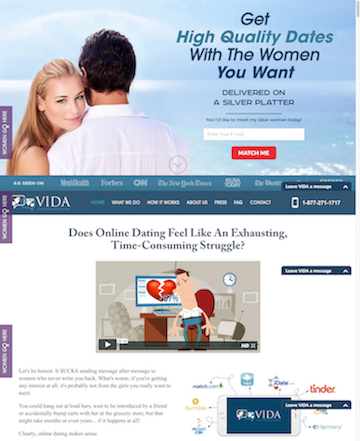 Get
High Quality Dates
With The Women
You Want
DELIVERED ON
A SILVER PLATTER
Yes! I'd like to meet my ideal women today!
Enter Your E-mail
MATCH ME
WOMEN GO HERE
AS SEEN ON
Men'sHealth
Forbes
CNN
The New York Times
USA TODAY
Leave VIDA a message
VIDA
HOME
WHAT WE DO
HOW IT WORKS
ABOUT US
PRESS
FAQ
CONTACT
1-877-271-1717
WOMEN GO HERE
Does Online Dating Feel Like An Exhausting,
Time-Consuming Struggle?
Leave VIDA a message
HD
WOMEN GO HERE
Let's be honest. It SUCKS sending message after message to
women who never write you back. What's worse, if you're getting
any interest at all, it's probably not from the girls you really want to
meet.
You could hang out at loud bars, wait to be introduced by a friend
or accidentally bump carts with her at the grocery store, but that
might take months or even years... if it happens at all!
Clearly, online dating makes sense.
match.com
JDate
tinder
bumble
Leave VIDA a message
VIDA
okc
eHarmony